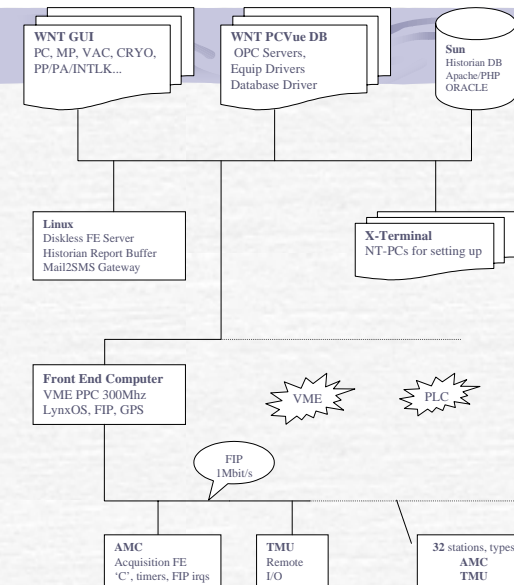 WNT GUI
PC, MP, VAC, CRYO,
PP/PA/INTLK...
WNT PCVue DB
OPC Servers,
Equip Drivers
Database Driver
Sun
Historian DB
Apache/PHP
ORACLE
Linux
Diskless FE Server
Historian Report Buffer
Mail2SMS Gateway
X-Terminal
NT-PCs for setting up
Front End Computer
VME PPC 300Mhz
LynxOS, FIP, GPS
VME
PLC
FIP
1Mbit/s
AMC
Acquisition FE
‘C’, timers, FIP irqs
TMU
Remote
I/O
32 stations, types
AMC
TMU